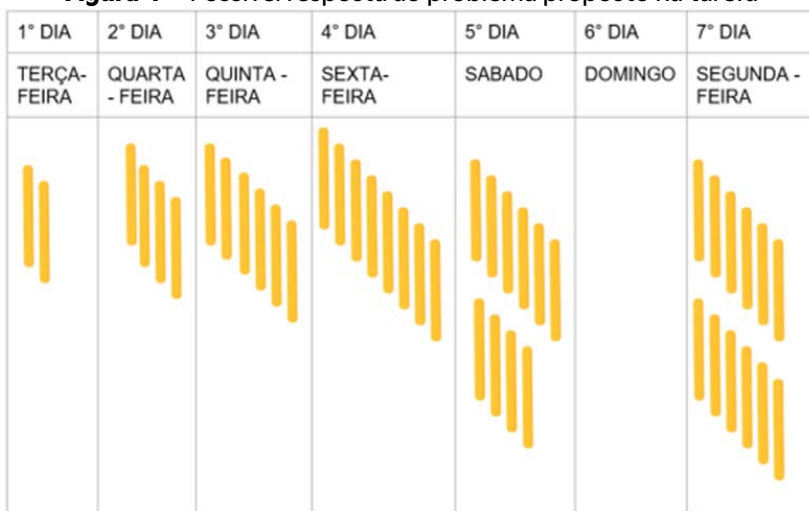 1° DIA 2° DIA 3° DIA 4° DIA 5° DIA 6° DIA 7° DIA
TERÇA- QUARTA QUINTA - SEXTA- SABADO DOMINGO SEGUNDA -
FEIRA - FEIRA FEIRA FEIRA FEIRA